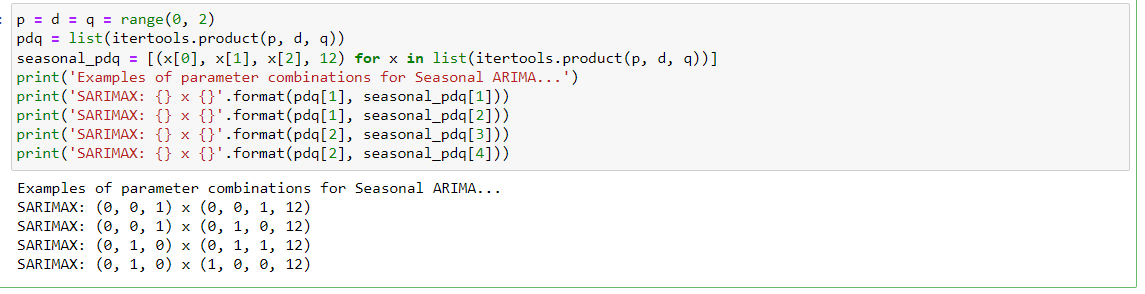 p = d = q = range(0, 2)
pdq = list(itertools.product(p, d, q))
seasonal_pdq = [(x[0], x[1], x[2], 12) for x in list(itertools.product(p, d, q))]
print('Examples of parameter combinations for Seasonal ARIMA...')
print('SARIMAX: {} x {}'.format(pdq[1], seasonal_pdq[1]))
print('SARIMAX: {} x {}'.format(pdq[1], seasonal_pdq[2]))
print('SARIMAX: {} x {}'.format(pdq[2], seasonal_pdq[3]))
print('SARIMAX: {} x {}'.format(pdq[2], seasonal_pdq[4]))
Examples of parameter combinations for Seasonal ARIMA...
SARIMAX: (0, 0, 1) x (0, 0, 1, 12)
SARIMAX: (0, 0, 1) x (0, 1, 0, 12)
SARIMAX: (0, 1, 0) x (0, 1, 1, 12)
SARIMAX: (0, 1, 0) x (1, 0, 0, 12)